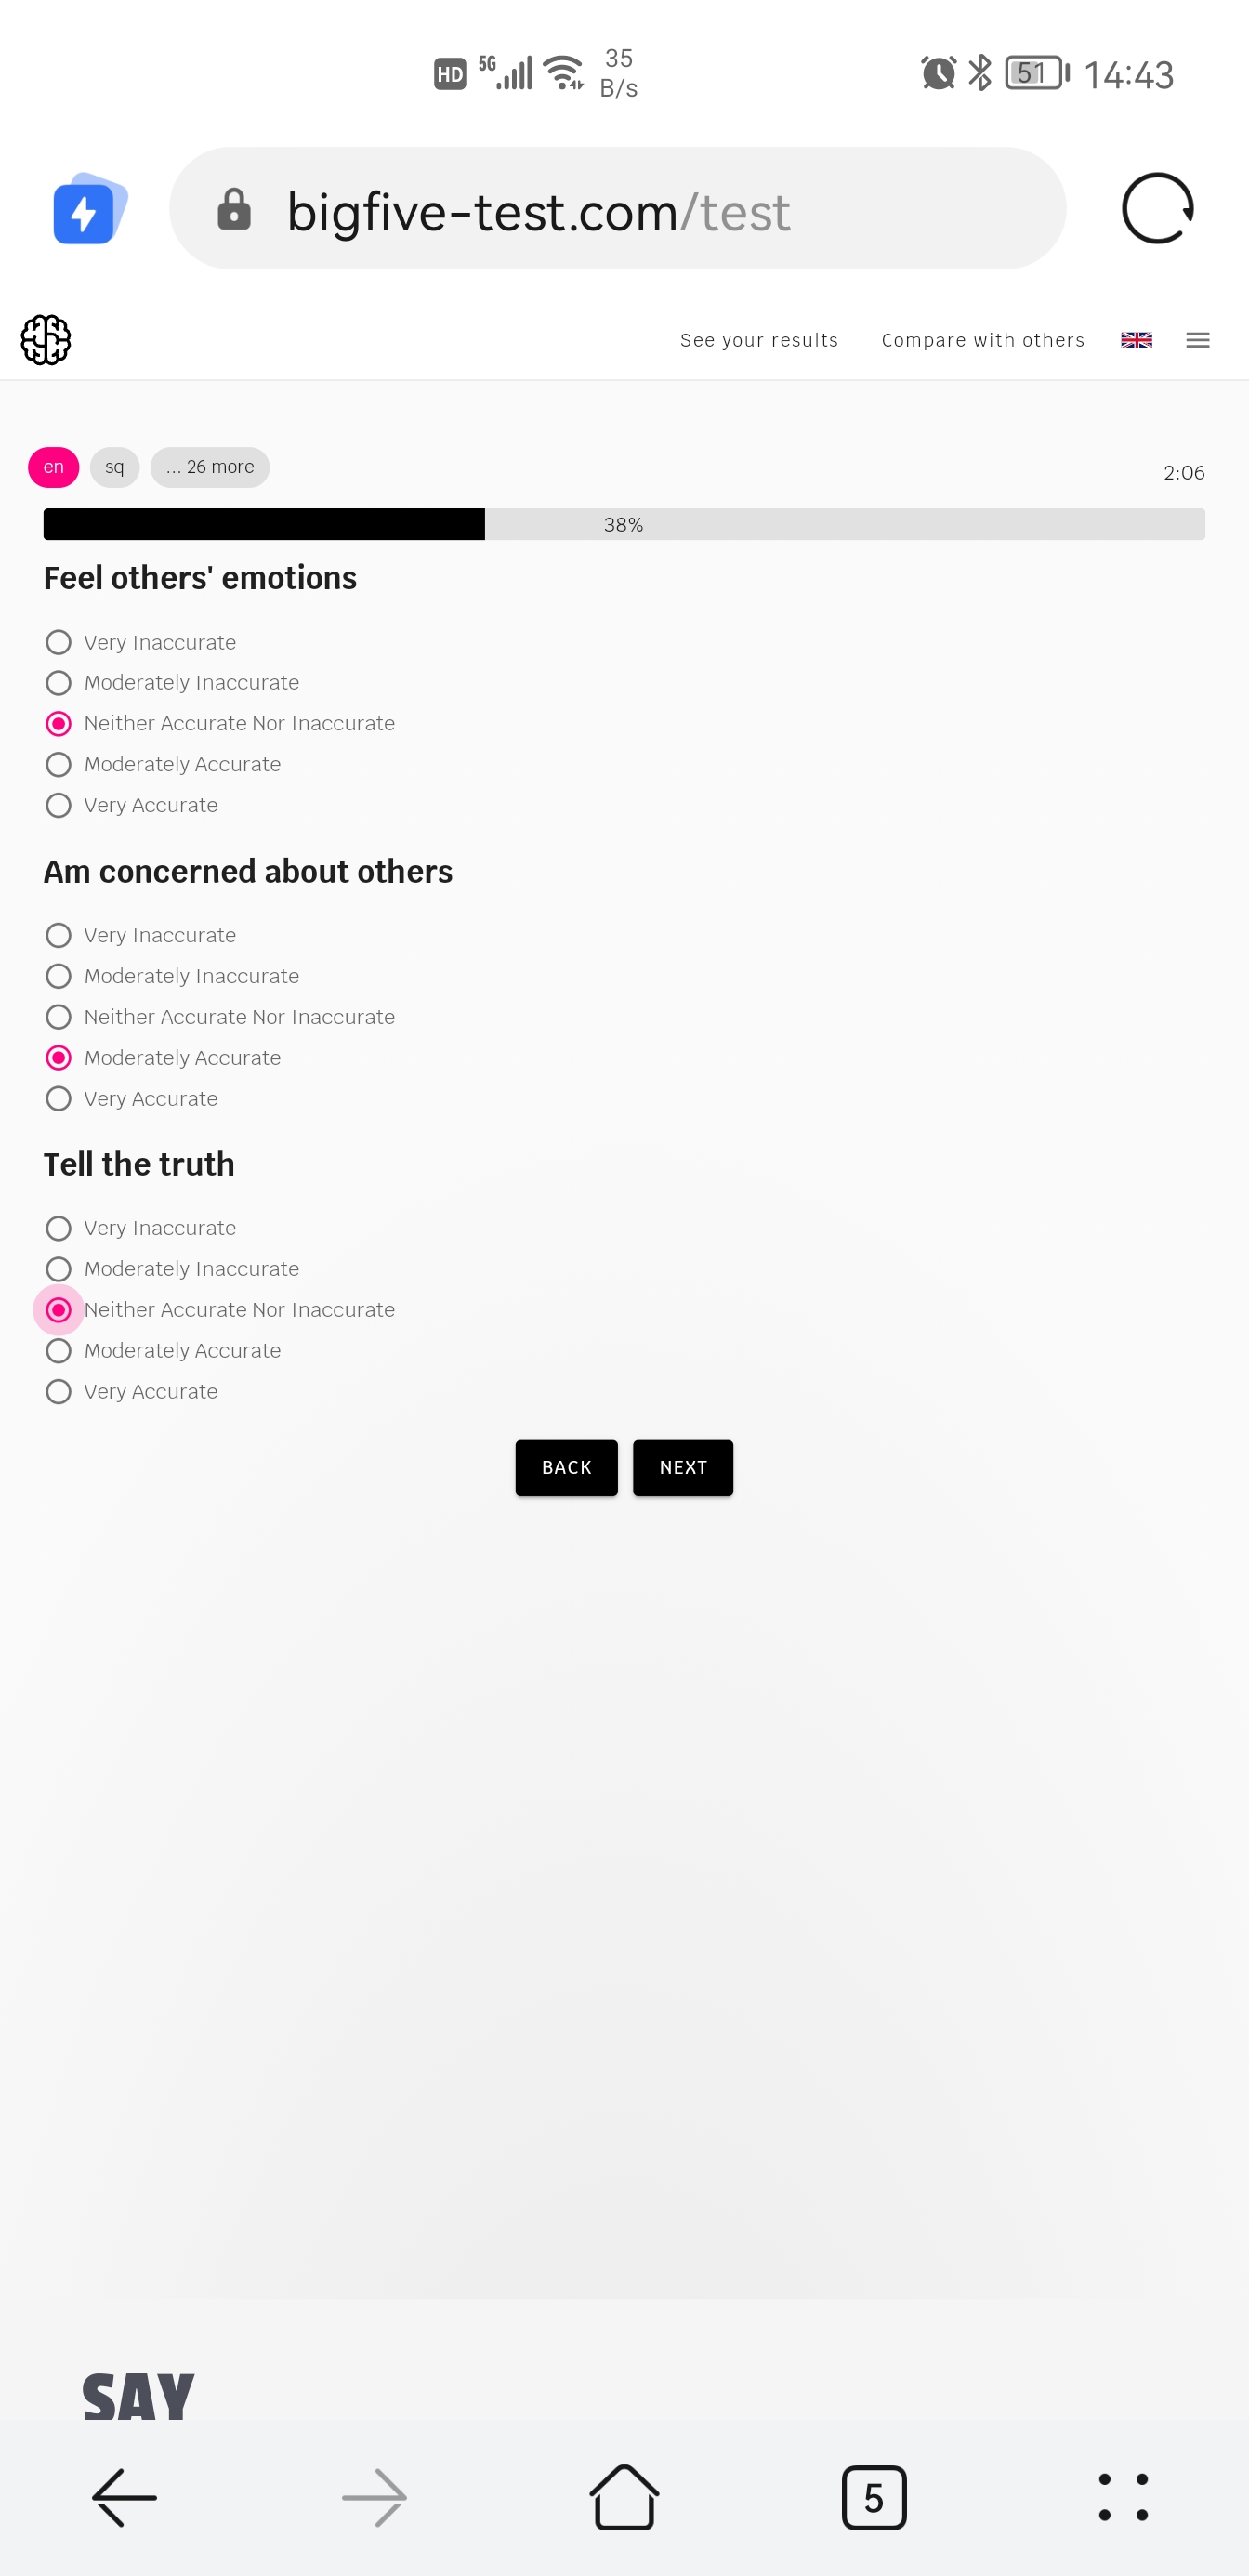 HD 5G 35 B/s 51 14:43
bigfive-test.com/test
See your results Compare with others
en sq ... 26 more 2:06
38%
Feel others' emotions
Very Inaccurate
Moderately Inaccurate
Neither Accurate Nor Inaccurate
Moderately Accurate
Very Accurate
Am concerned about others
Very Inaccurate
Moderately Inaccurate
Neither Accurate Nor Inaccurate
Moderately Accurate
Very Accurate
Tell the truth
Very Inaccurate
Moderately Inaccurate
Neither Accurate Nor Inaccurate
Moderately Accurate
Very Accurate
BACK NEXT
SAY
5